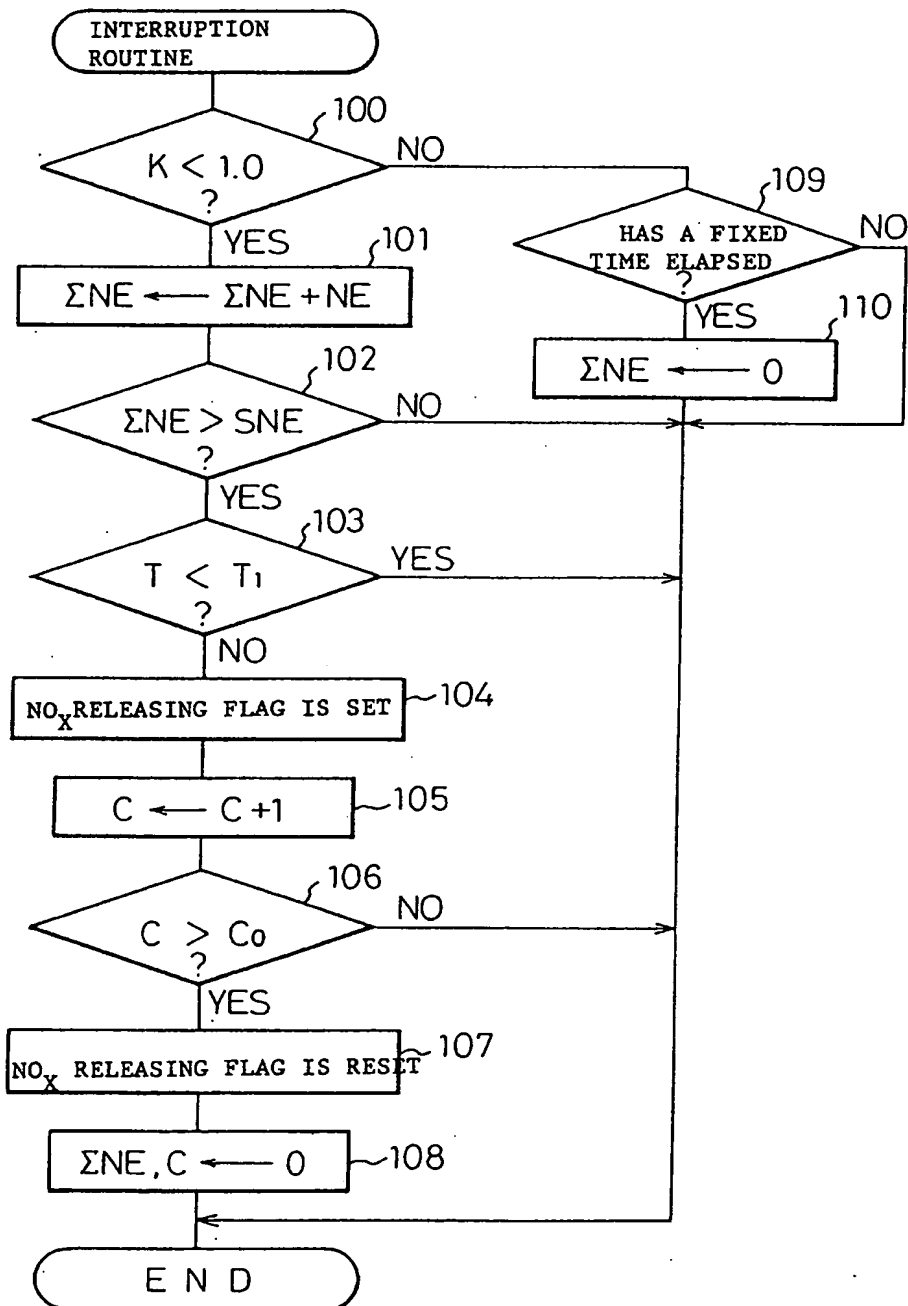 INTERRUPTION
ROUTINE
100
K < 1.0
?
NO
YES
109
HAS A FIXED
TIME ELAPSED
?
NO
YES
101
ΣNE ← ΣNE + NE
110
ΣNE ← 0
102
ΣNE > SNE
?
NO
YES
103
T < T1
?
YES
NO
NOX RELEASING FLAG IS SET
104
C ← C +1
105
106
C > C0
?
NO
YES
NOX RELEASING FLAG IS RESET
107
ΣNE, C ← 0
108
END